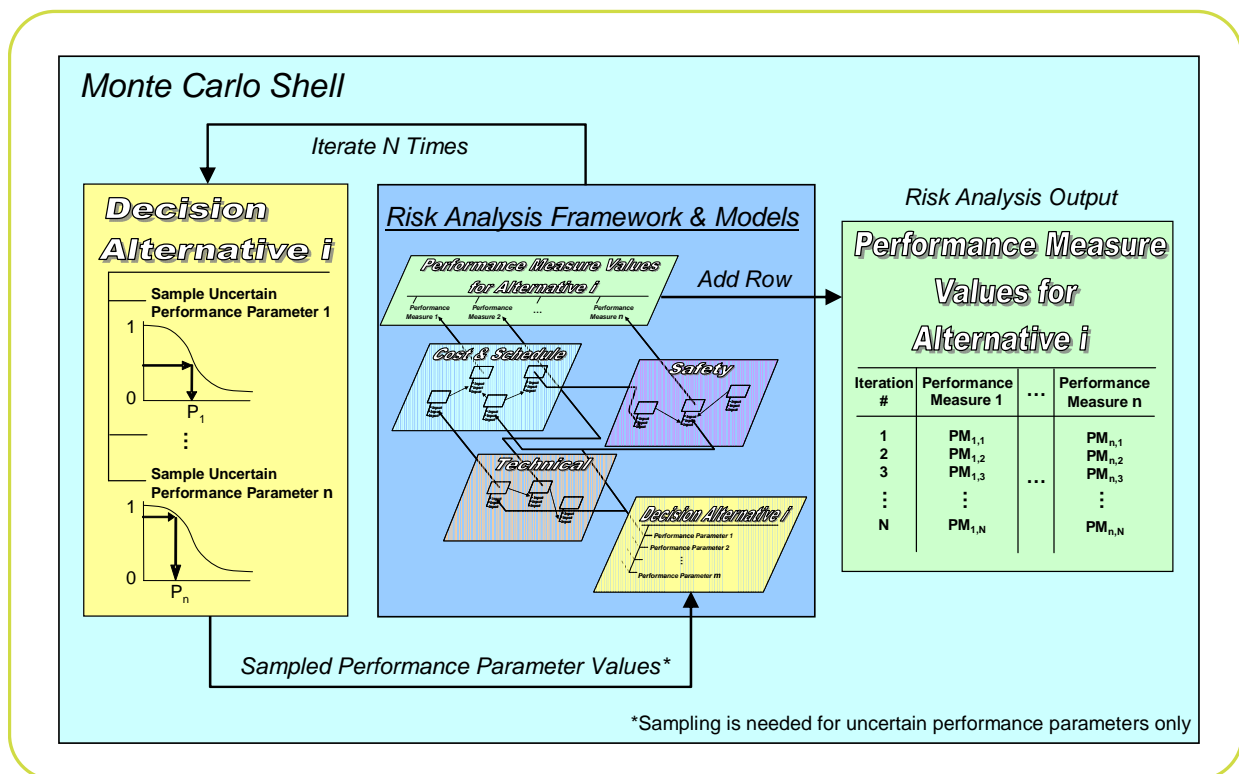 Monte Carlo Shell
Iterate N Times
Decision
Alternative i
Sample Uncertain
Performance Parameter 1
1
0
P1
⋮
Sample Uncertain
Performance Parameter n
1
0
Pn
Risk Analysis Framework & Models
Performance Measure Values
for Alternative i
Performance
Measure 1
Performance
Measure 2
...
Performance
Measure n
Cost & Schedule
Safety
Technical
Decision Alternative i
Performance Parameter 1
Performance Parameter 2
⋮
Performance Parameter m
Add Row
Risk Analysis Output
Performance Measure
Values for
Alternative i
Iteration # Performance Measure 1 ... Performance Measure n
1 PM1,1 PMn,1
2 PM1,2 PMn,2
3 PM1,3 ... PMn,3
⋮ ⋮ ⋮
N PM1,N PMn,N
Sampled Performance Parameter Values*
*Sampling is needed for uncertain performance parameters only